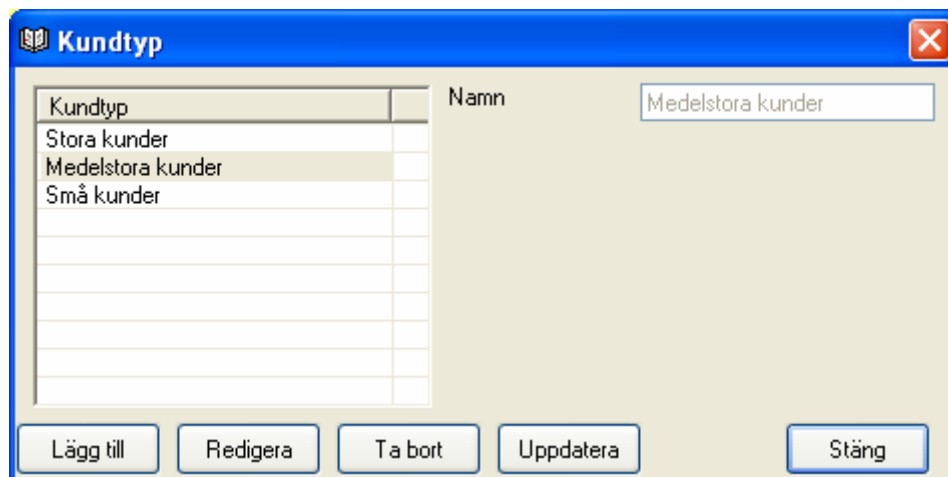 Kundtyp
Kundtyp
Stora kunder
Medelstora kunder
Små kunder
Namn
Medelstora kunder
Lägg till
Redigera
Ta bort
Uppdatera
Stäng